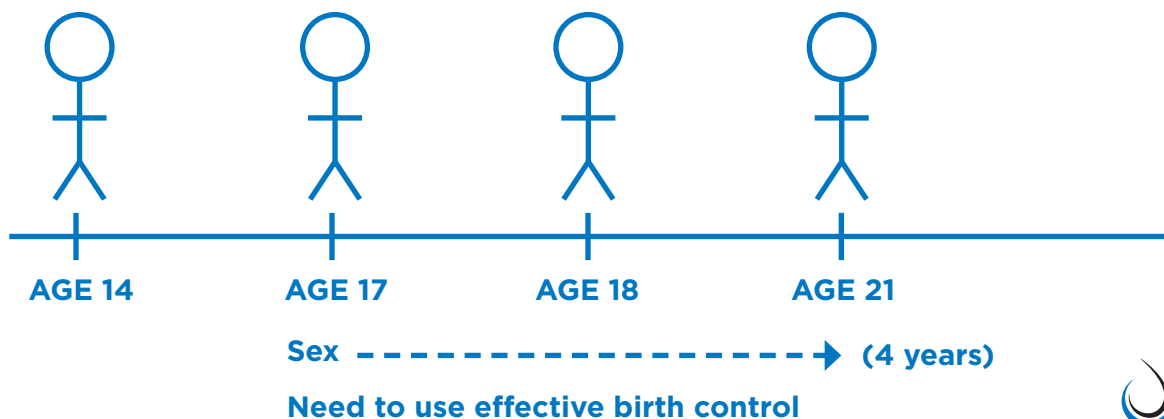 AGE 14 AGE 17 AGE 18 AGE 21
Sex (4 years)
Need to use effective birth control